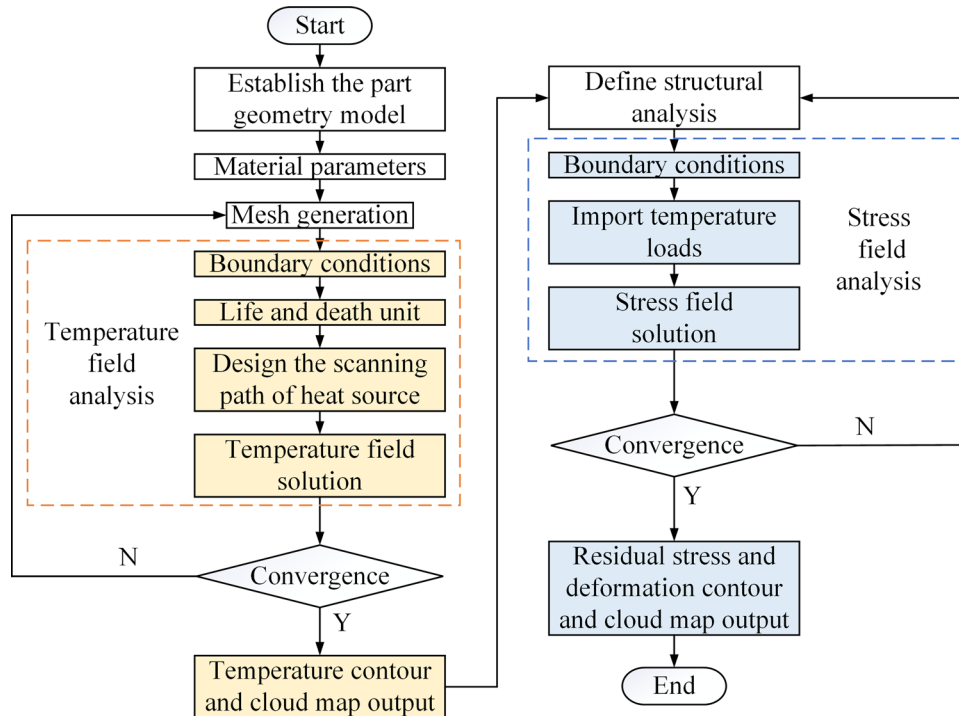 Start
Establish the part
geometry model
Material parameters
Mesh generation
Boundary conditions
Life and death unit
Temperature
field
analysis
Design the scanning
path of heat source
Temperature field
solution
N
Convergence
Y
Temperature contour
and cloud map output
Define structural
analysis
Boundary conditions
Import temperature
loads
Stress
field
analysis
Stress field
solution
Convergence
N
Y
Residual stress and
deformation contour
and cloud map output
End